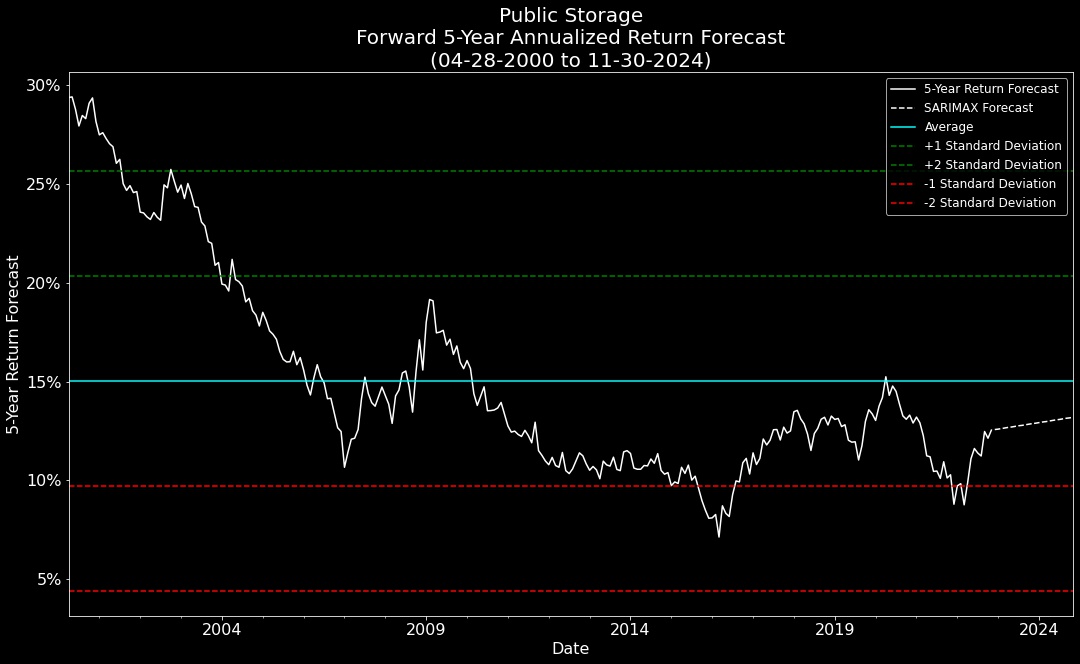 Public Storage
Forward 5-Year Annualized Return Forecast
(04-28-2000 to 11-30-2024)
5-Year Return Forecast
SARIMAX Forecast
Average
+1 Standard Deviation
+2 Standard Deviation
-1 Standard Deviation
-2 Standard Deviation
30%
25%
20%
15%
10%
5%
5-Year Return Forecast
2004
2009
2014
2019
2024
Date